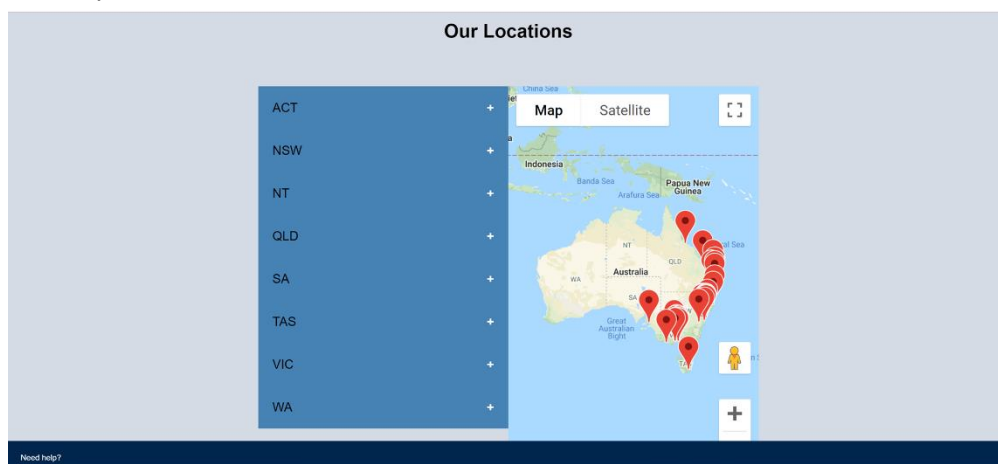 Our Locations
ACT +
NSW +
NT +
QLD +
SA +
TAS +
VIC +
WA +
China Sea
Map Satellite
Indonesia
Banda Sea
Papua New
Guinea
Arafura Sea
NT
QLD
Australia
WA
SA
Great
Australian
Bight
+
Need help?